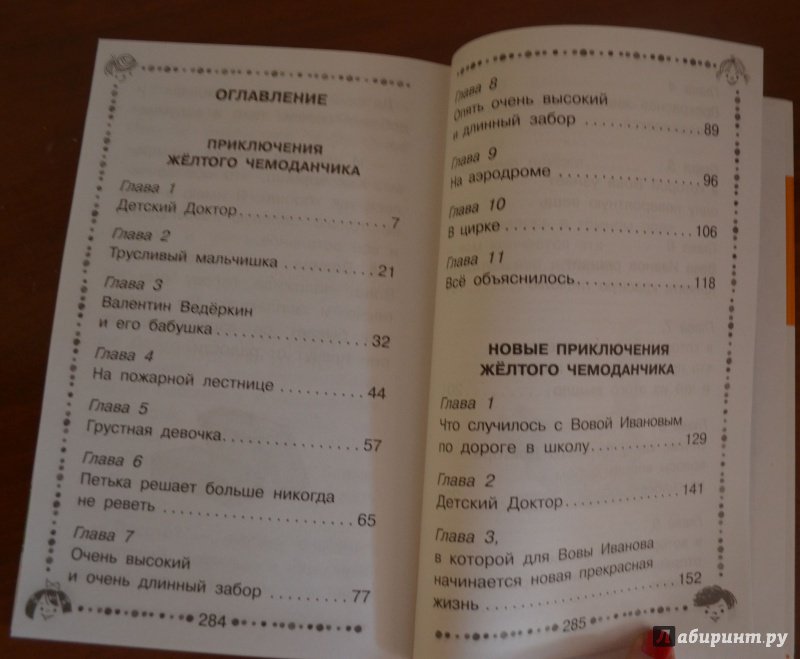 ОГЛАВЛЕНИЕ
ПРИКЛЮЧЕНИЯ
ЖЁЛТОГО ЧЕМОДАНЧИКА
Глава 1
Детский Доктор 7
Глава 2
Трусливый мальчишка 21
Глава 3
Валентин Ведёркин
и его бабушка 32
Глава 4
На пожарной лестнице 44
Глава 5
Грустная девочка 57
Глава 6
Петька решает больше никогда
не реветь 65
Глава 7
Очень высокий
и очень длинный забор 77
284
Глава 8
Опять очень высокий
и длинный забор 89
Глава 9
На аэродроме 96
Глава 10
В цирке 106
Глава 11
Всё объяснилось 118
НОВЫЕ ПРИКЛЮЧЕНИЯ
ЖЁЛТОГО ЧЕМОДАНЧИКА
Глава 1
Что случилось с Вовой Ивановым
по дороге в школу 129
Глава 2
Детский Доктор 141
Глава 3,
в которой для Вовы Иванова
начинается новая прекрасная
жизнь 152
285
Лабиринт.ру